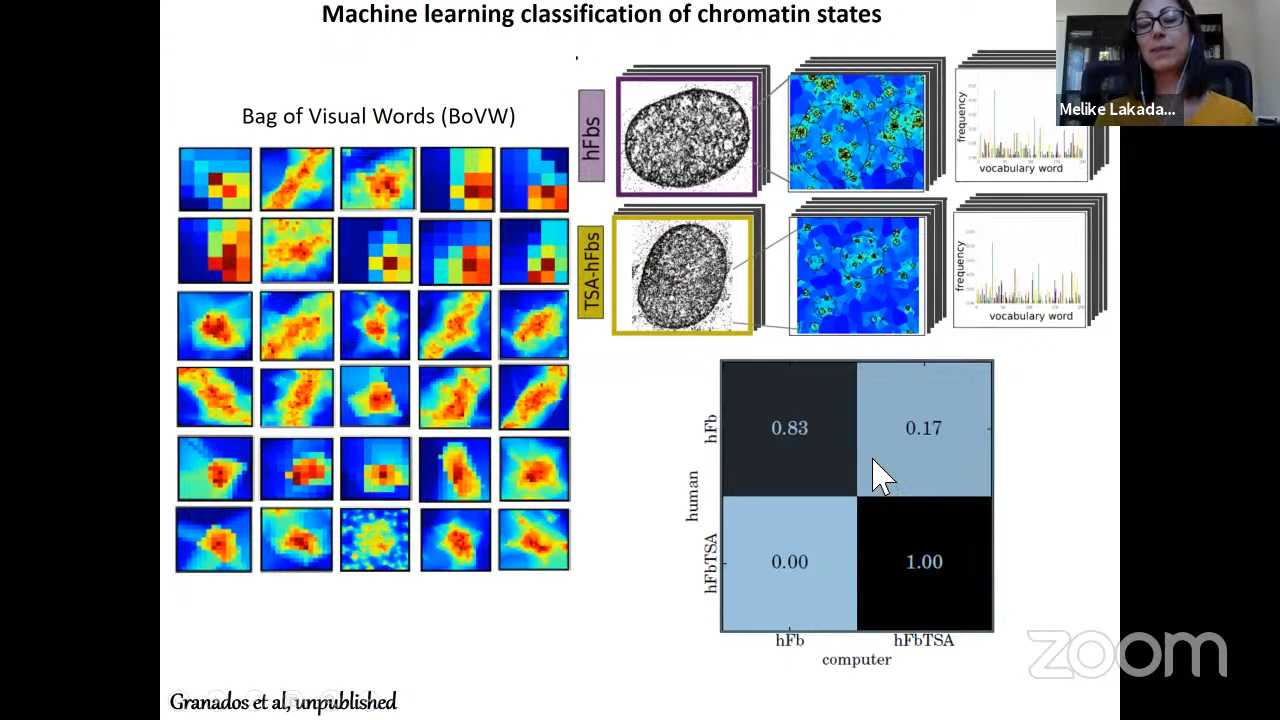 Machine learning classification of chromatin states
Melike Lakada...
Bag of Visual Words (BoVW)
hFbs
frequency
vocabulary word
TSA-hFbs
frequency
vocabulary word
hFb
0.83
0.17
human
hFbTSA
0.00
1.00
hFb
hFbTSA
computer
zoom
Granados et al, unpublished